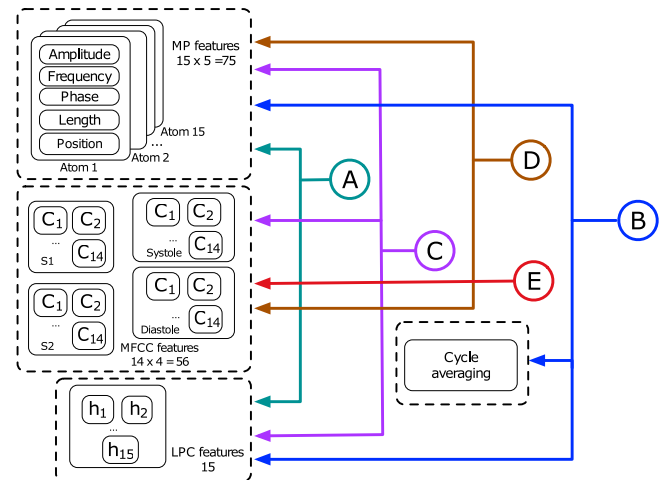 Amplitude
Frequency
Phase
Length
Position
Atom 1
Atom 2
...
Atom 15
MP features
15 x 5 =75
C1 C2
...
S1
C14
C1 C2
...
Systole
C14
C1 C2
...
S2
C14
C1 C2
...
Diastole
C14
MFCC features
14 x 4 = 56
h1 h2
...
h15
LPC features
15
A
D
B
C
E
Cycle
averaging